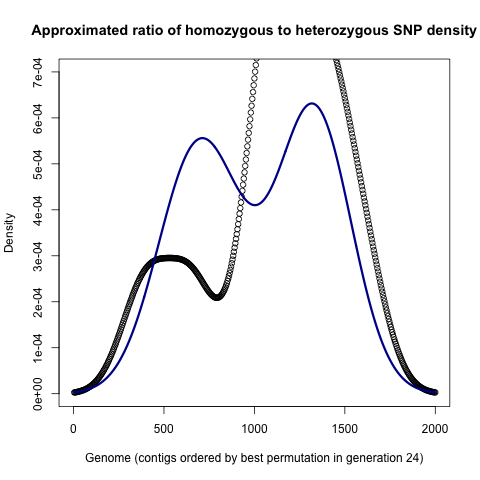 Approximated ratio of homozygous to heterozygous SNP density
7e-04
6e-04
5e-04
4e-04
3e-04
2e-04
1e-04
0e+00
Density
0 500 1000 1500 2000
Genome (contigs ordered by best permutation in generation 24)